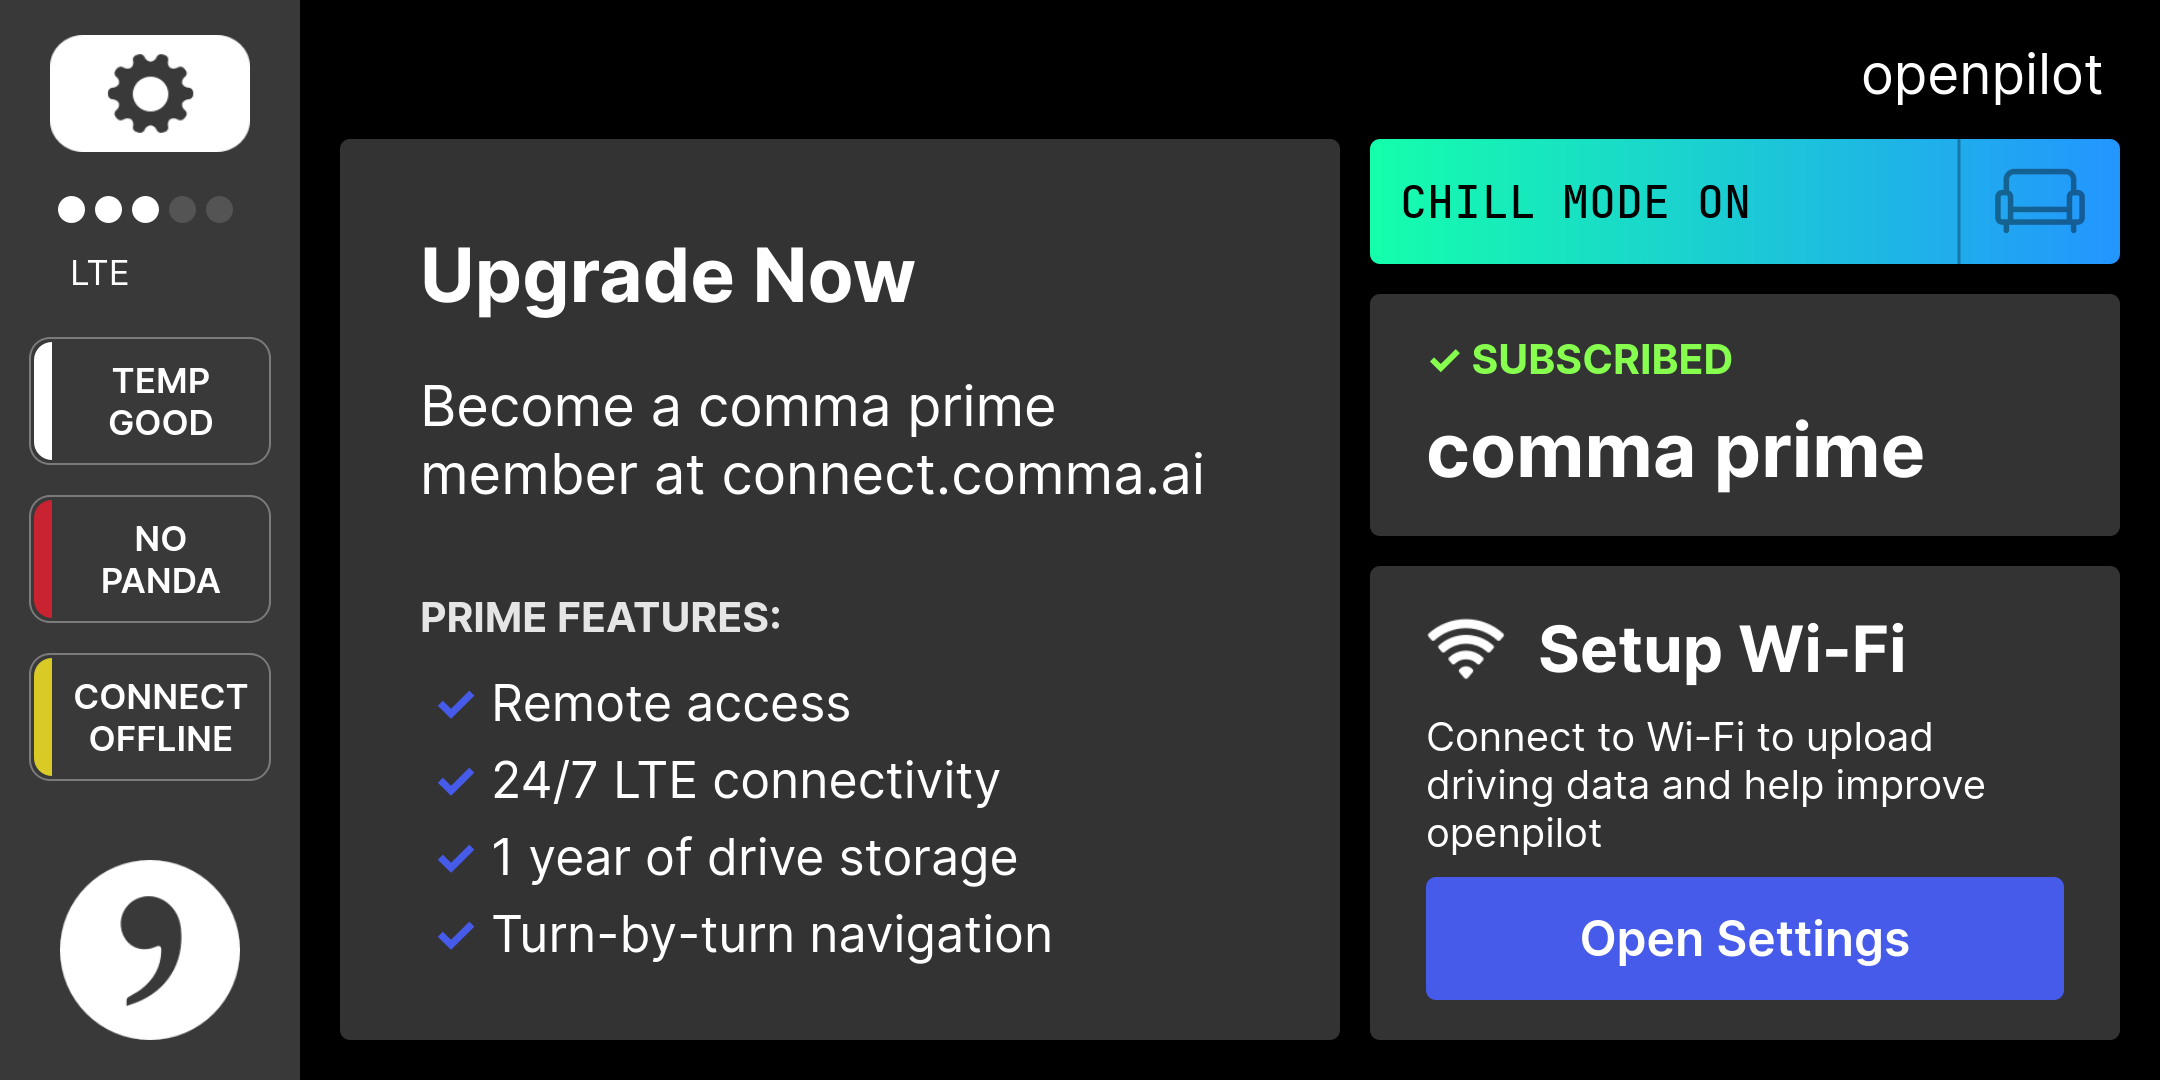 LTE
TEMP
GOOD
NO
PANDA
CONNECT
OFFLINE
Upgrade Now
Become a comma prime
member at connect.comma.ai
PRIME FEATURES:
Remote access
24/7 LTE connectivity
1 year of drive storage
Turn-by-turn navigation
openpilot
CHILL MODE ON
SUBSCRIBED
comma prime
Setup Wi-Fi
Connect to Wi-Fi to upload
driving data and help improve
openpilot
Open Settings